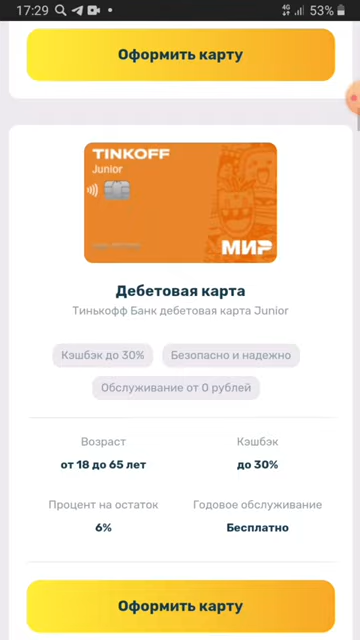 17:29
4G
53%
Оформить карту
TINKOFF
Junior
МИР
Дебетовая карта
Тинькофф Банк дебетовая карта Junior
Кэшбэк до 30%
Безопасно и надежно
Обслуживание от 0 рублей
Возраст
Кэшбэк
от 18 до 65 лет
до 30%
Процент на остаток
Годовое обслуживание
6%
Бесплатно
Оформить карту